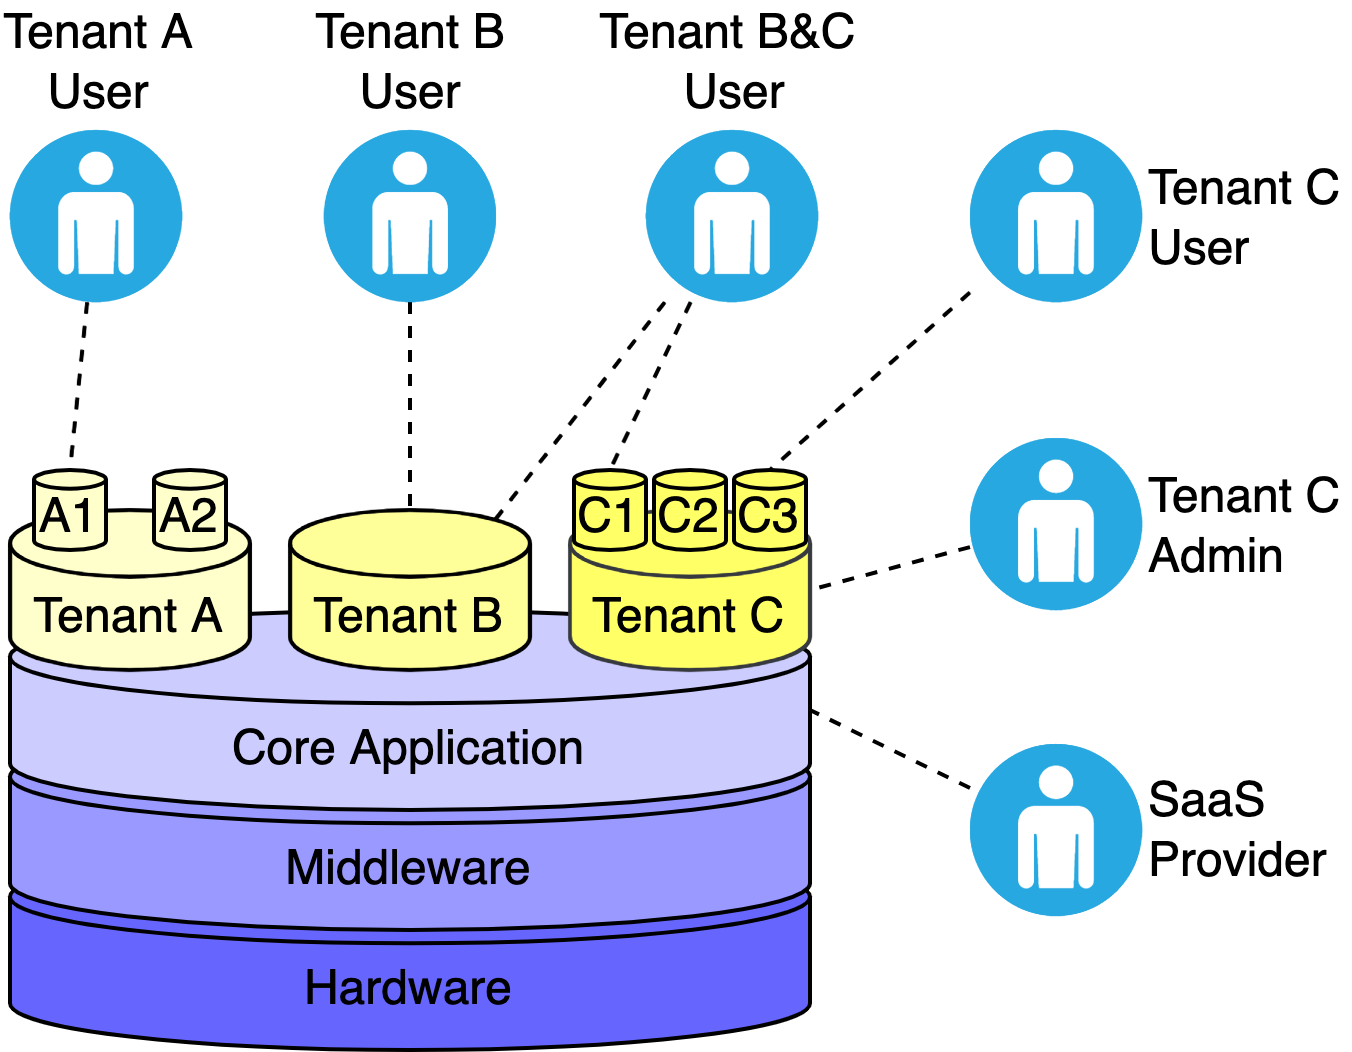 Tenant A
User
Tenant B
User
Tenant B&C
User
Tenant C
User
A1
A2
C1
C2
C3
Tenant C
Admin
Tenant A
Tenant B
Tenant C
Core Application
SaaS
Provider
Middleware
Hardware